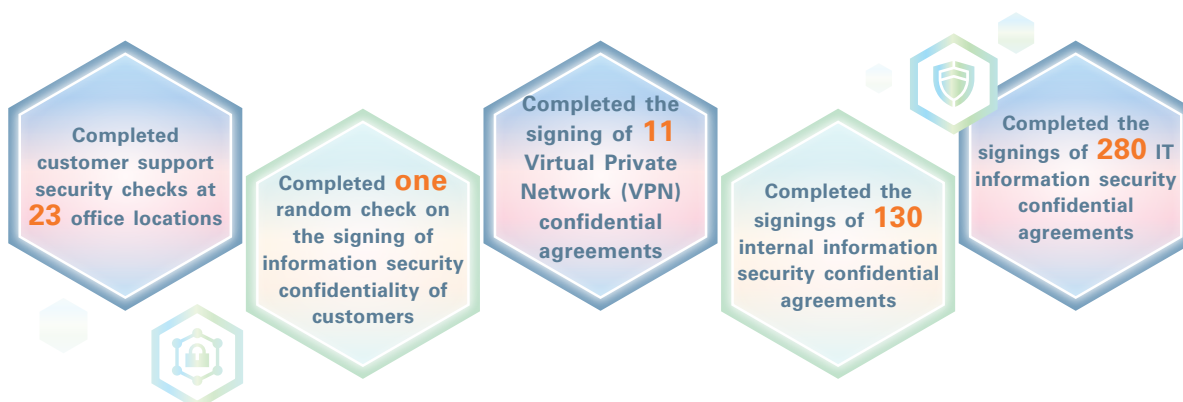 Completed
customer support
security checks at
23 office locations
Completed one
random check on
the signing of
information security
confidentiality of
customers
Completed the
signing of 11
Virtual Private
Network (VPN)
confidential
agreements
Completed the
signings of 130
internal information
security confidential
agreements
Completed the
signings of 280 IT
information security
confidential
agreements